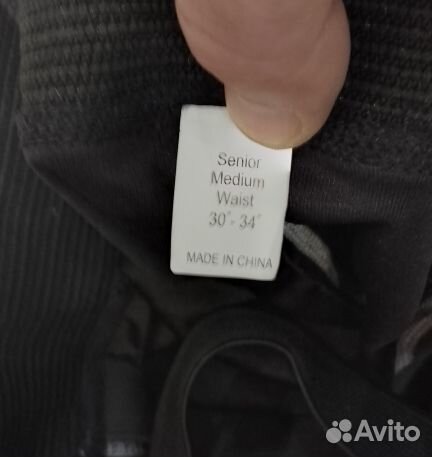 Senior
Medium
Waist
30"- 34"
MADE IN CHINA
Avito